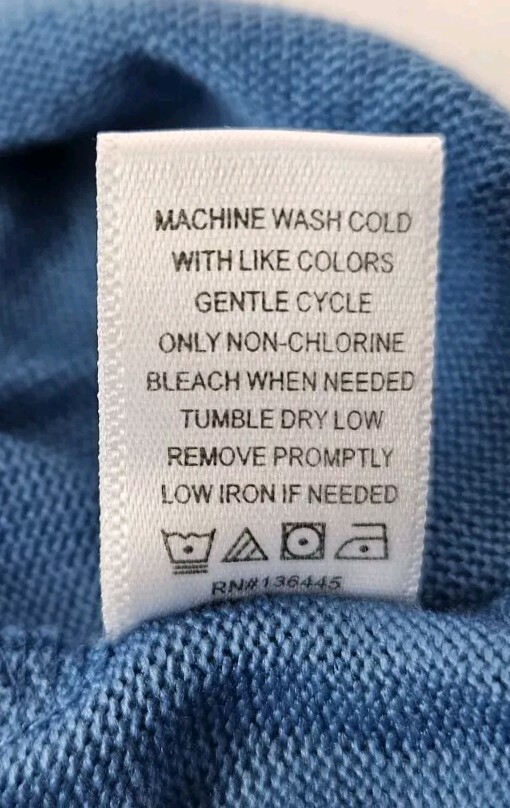 MACHINE WASH COLD
WITH LIKE COLORS
GENTLE CYCLE
ONLY NON-CHLORINE
BLEACH WHEN NEEDED
TUMBLE DRY LOW
REMOVE PROMPTLY
LOW IRON IF NEEDED
RN#136445